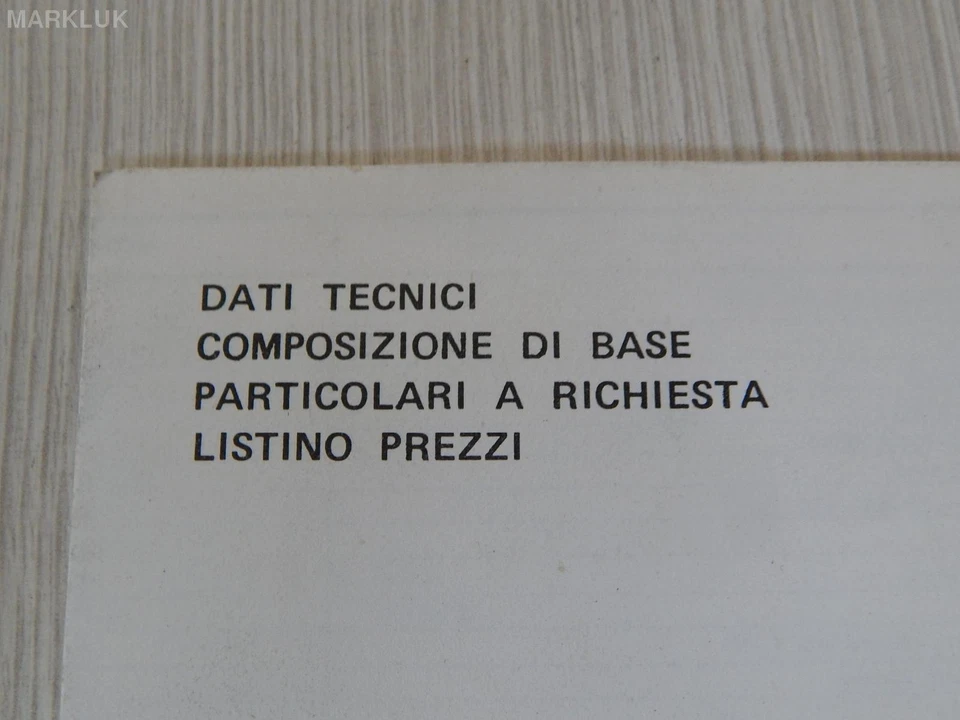 MARKLUK
DATI TECNICI
COMPOSIZIONE DI BASE
PARTICOLARI A RICHIESTA
LISTINO PREZZI